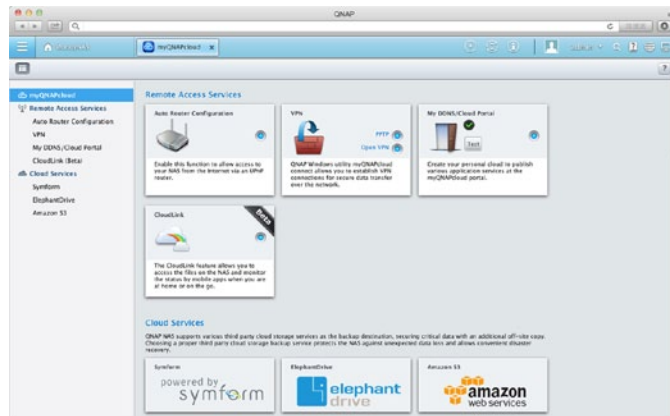 QNAP
myQNAPcloud x
myQNAPcloud
Remote Access Services
Auto Router Configuration
VPN
My DDNS/Cloud Portal
CloudLink (Beta)
Cloud Services
Symform
ElephantDrive
Amazon S3
Remote Access Services
Auto Router Configuration
Enable this function to allow access to
your NAS from the Internet via an UPnP
router.
VPN
PPTP
Open VPN
QNAP Windows utility myQNAPcloud
connect allows you to establish VPN
connections for secure data transfer
over the network.
My DDNS/Cloud Portal
Test
Create your personal cloud to publish
various application services at the
myQNAPcloud portal.
CloudLink
Beta
The CloudLink feature allows you to
access the files on the NAS and monitor
the status by mobile apps when you are
at home or on the go.
Cloud Services
QNAP NAS supports various third party cloud storage services as the backup destination, securing critical data with an additional off-site copy.
Choosing a proper third party cloud storage backup service protects the NAS against unexpected data loss and allows convenient disaster
recovery.
Symform
powered by
symform
ElephantDrive
elephant
drive
Amazon S3
amazon
web services